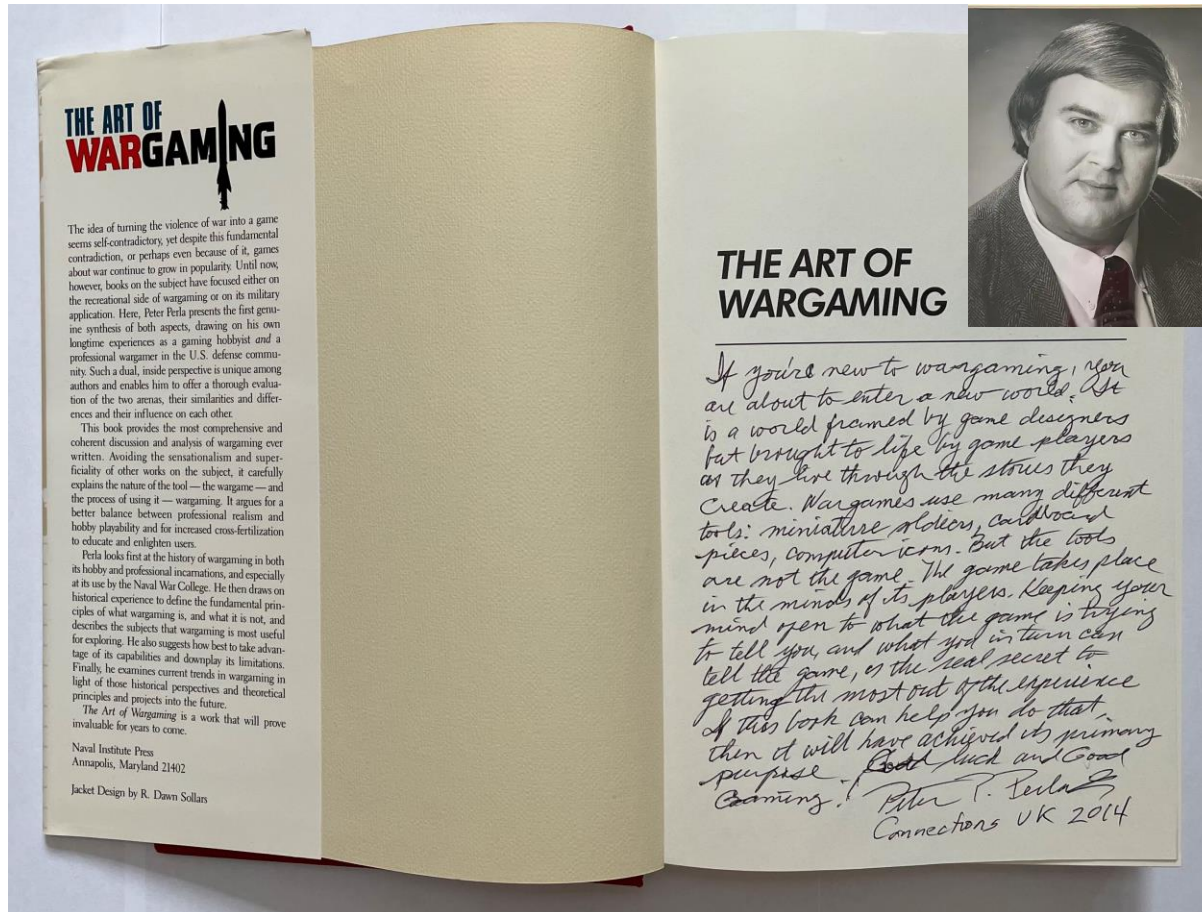 THE ART OF
WARGAMING
The idea of turning the violence of war into a game
seems self-contradictory, yet despite this fundamental
contradiction, or perhaps even because of it, games
about war continue to grow in popularity. Until now,
however, books on the subject have focused either on
the recreational side of wargaming or on its military
application. Here, Peter Perla presents the first genu-
ine synthesis of both aspects, drawing on his own
longtime experiences as a gaming hobbyist and a
professional wargamer in the U.S. defense commu-
nity. Such a dual, inside perspective is unique among
authors and enables him to offer a thorough evalua-
tion of the two arenas, their similarities and differ-
ences and their influence on each other.
This book provides the most comprehensive and
coherent discussion and analysis of wargaming ever
written. Avoiding the sensationalism and super-
ficiality of other works on the subject, it carefully
explains the nature of the tool — the wargame — and
the process of using it — wargaming. It argues for a
better balance between professional realism and
hobby playability and for increased cross-fertilization
to educate and enlighten users.
Perla looks first at the history of wargaming in both
its hobby and professional incarnations, and especially
at its use by the Naval War College. He then draws on
historical experience to define the fundamental prin-
ciples of what wargaming is, and what it is not, and
describes the subjects that wargaming is most useful
for exploring. He also suggests how best to take advan-
tage of its capabilities and downplay its limitations.
Finally, he examines current trends in wargaming in
light of those historical perspectives and theoretical
principles and projects into the future.
The Art of Wargaming is a work that will prove
invaluable for years to come.
Naval Institute Press
Annapolis, Maryland 21402
Jacket Design by R. Dawn Sollars
THE ART OF
WARGAMING
If you're new to wargaming, you
are about to enter a new world. It
is a world framed by game designers
but brought to life by game players
as they live through the stories they
create. Wargames use many different
tools: miniature soldiers, cardboard
pieces, computer icons. But the tools
are not the game. The game takes place
in the minds of its players. Keeping your
mind open to what the game is trying
to tell you, and what you in turn can
tell the game, is the real secret to
getting the most out of the experience
If this book can help you do that,
then it will have achieved its primary
purpose. Good luck and Good
Gaming! Peter P. Perla
Connections UK 2014